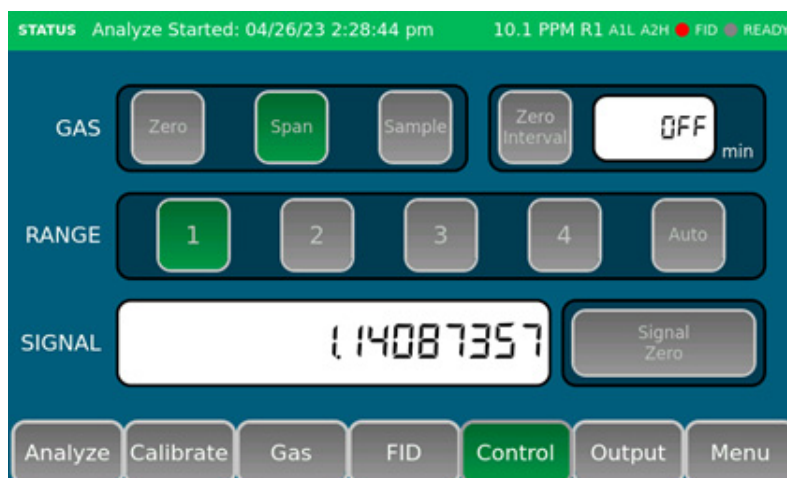 STATUS Analyze Started: 04/26/23 2:28:44 pm 10.1 PPM R1 A1L A2H FID READY
GAS Zero Span Sample Zero Interval OFF min
RANGE 1 2 3 4 Auto
SIGNAL 1.14087357 Signal Zero
Analyze Calibrate Gas FID Control Output Menu